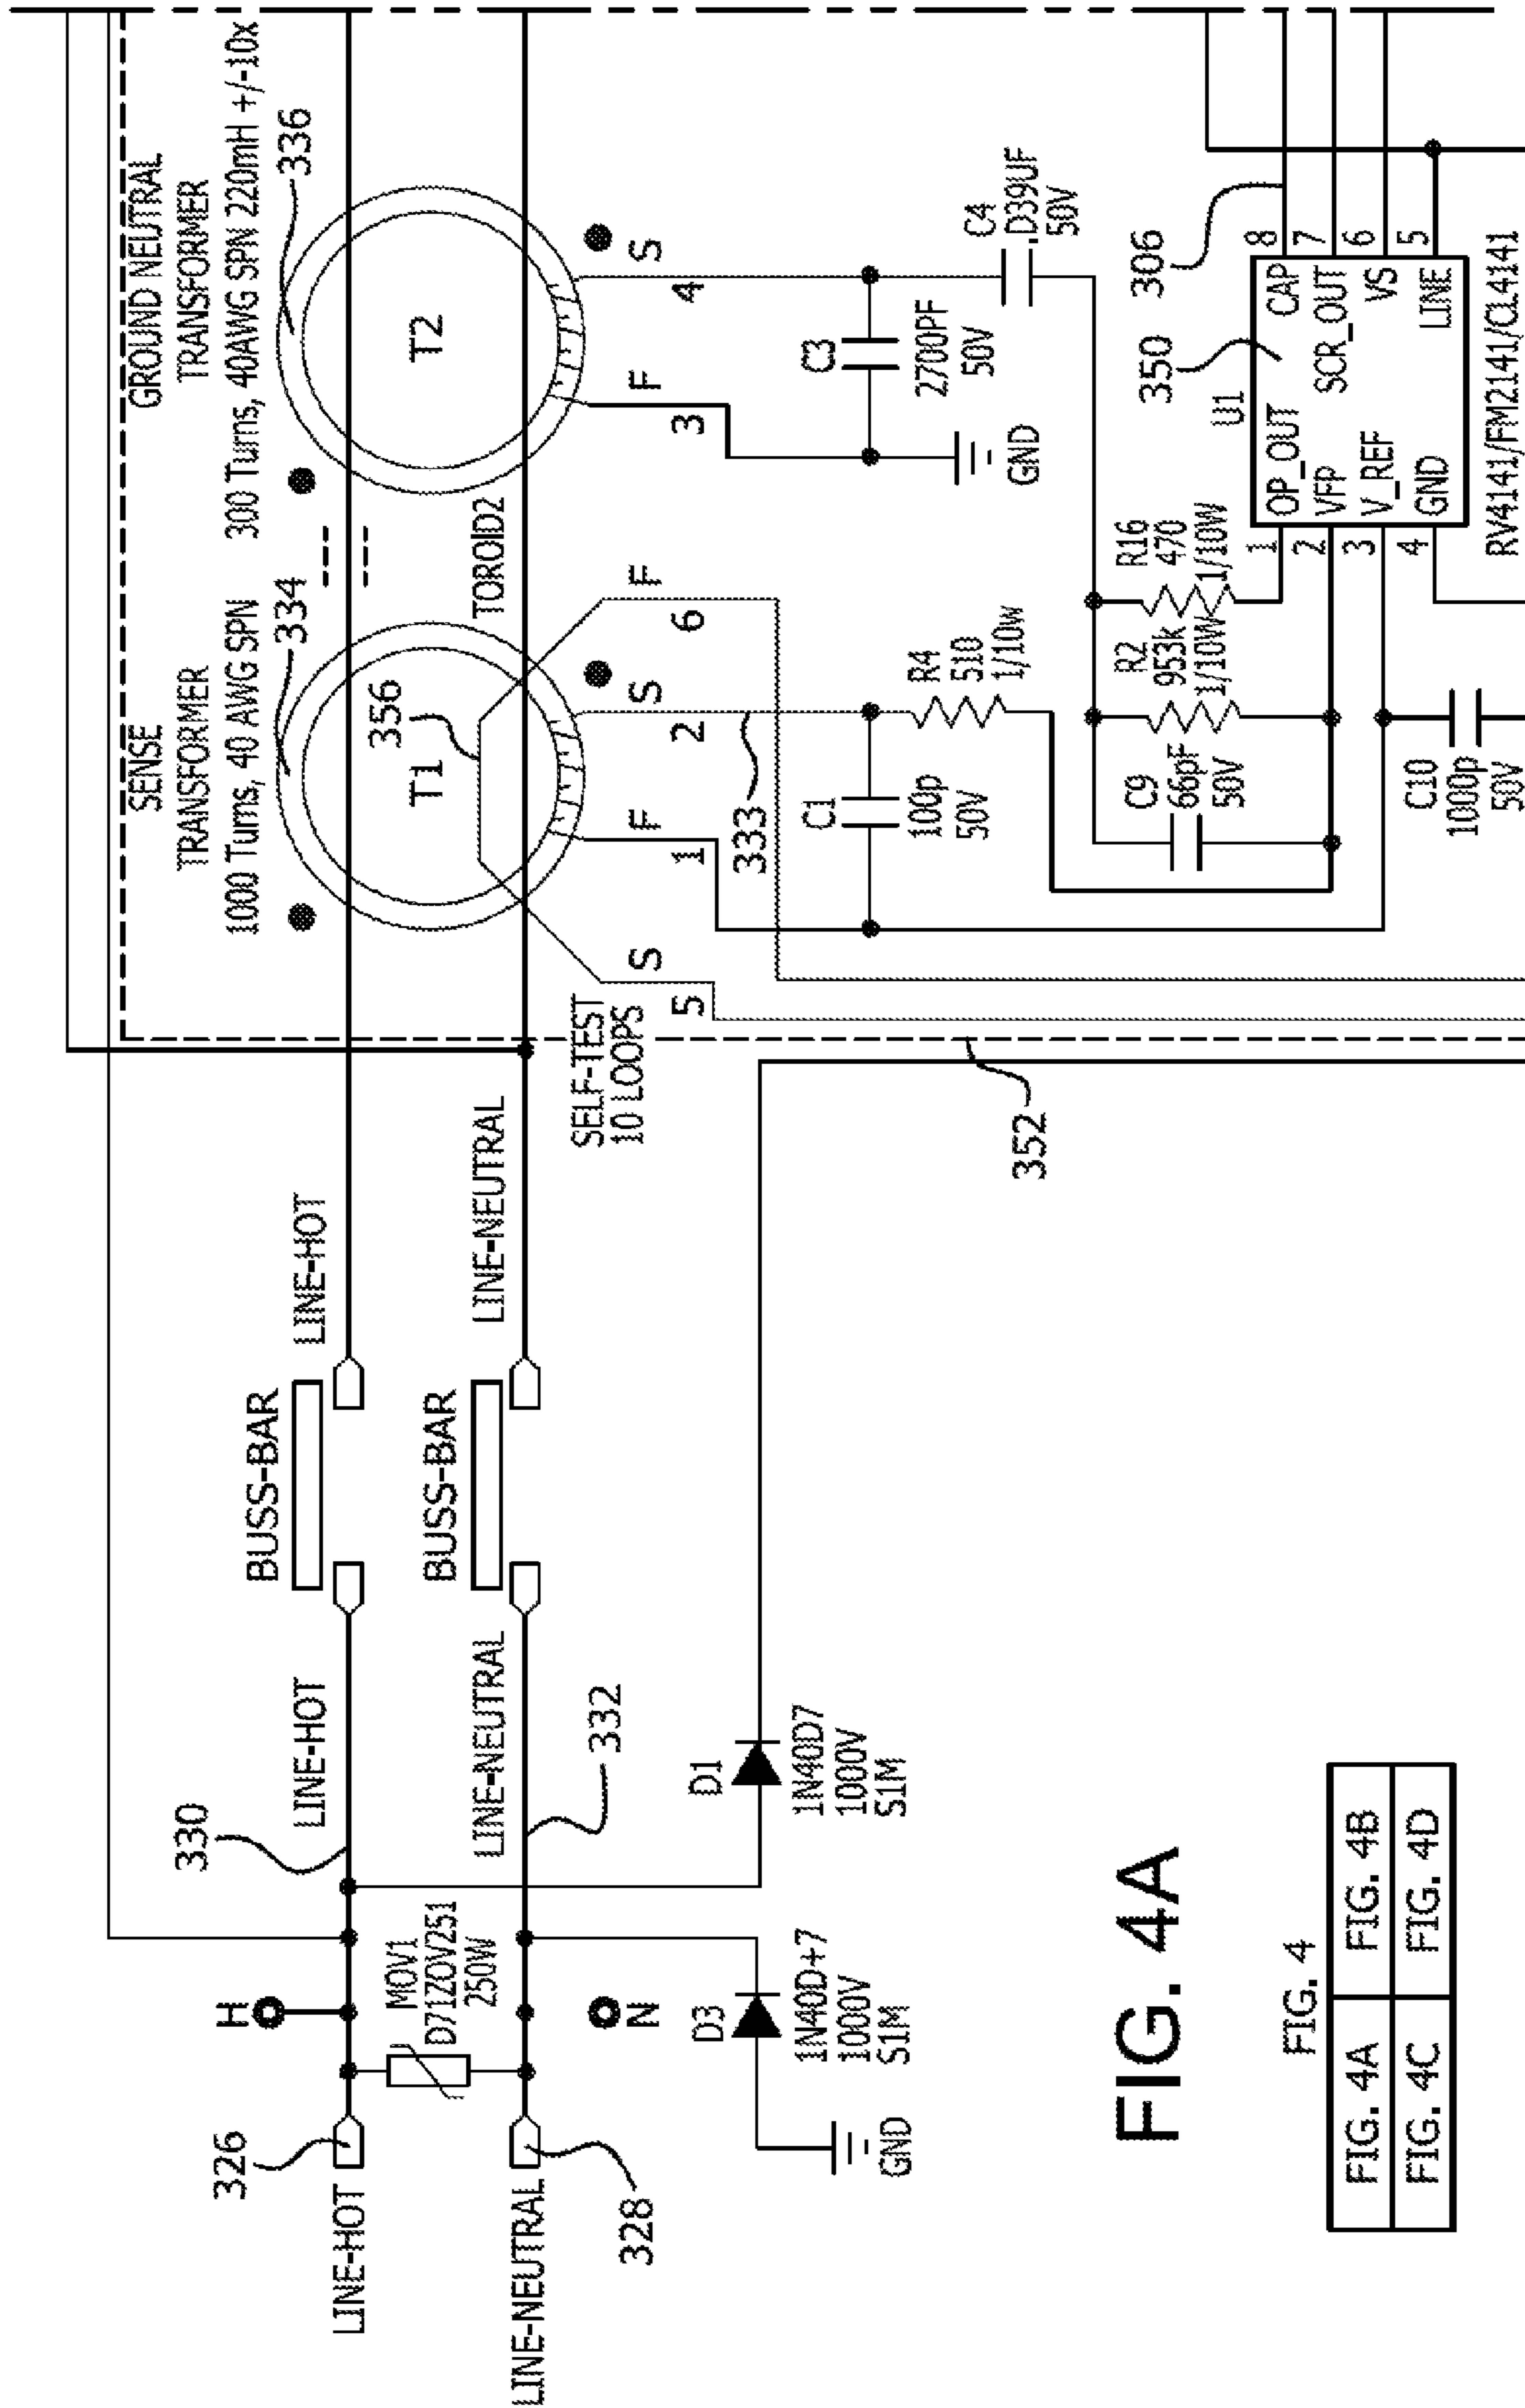 SENSE
TRANSFORMER
1000 Turns, 40 AWG SPN
334
GROUND NEUTRAL
TRANSFORMER
300 Turns, 40AWG SPN 220mH +/-10x
336
326
LINE-HOT
H
330
LINE-HOT
BUSS-BAR
LINE-HOT
356
T1
T2
MOV1
D71ZOV251
250W
LINE-NEUTRAL
328
N
LINE-NEUTRAL
332
BUSS-BAR
LINE-NEUTRAL
TOROID2
SELF-TEST
10 LOOPS
S
5
F
1
S
2
F
6
F
3
S
4
D3
1N40D+7
1000V
S1M
GND
D1
1N40D7
1000V
S1M
352
333
C1
100p
50V
R4
510
1/10w
C3
2700PF
50V
GND
C4
.D39UF
50V
C9
66pF
50V
R2
953k
1/10W
R16
470
1/10W
C10
1000p
50V
350
306
U1
1
OP_OUT
CAP
8
2
VFP
SCR_OUT
7
3
V_REF
VS
6
4
GND
LINE
5
RV4141/FM2141/CL4141
FIG. 4A
FIG. 4
FIG. 4A
FIG. 4B
FIG. 4C
FIG. 4D